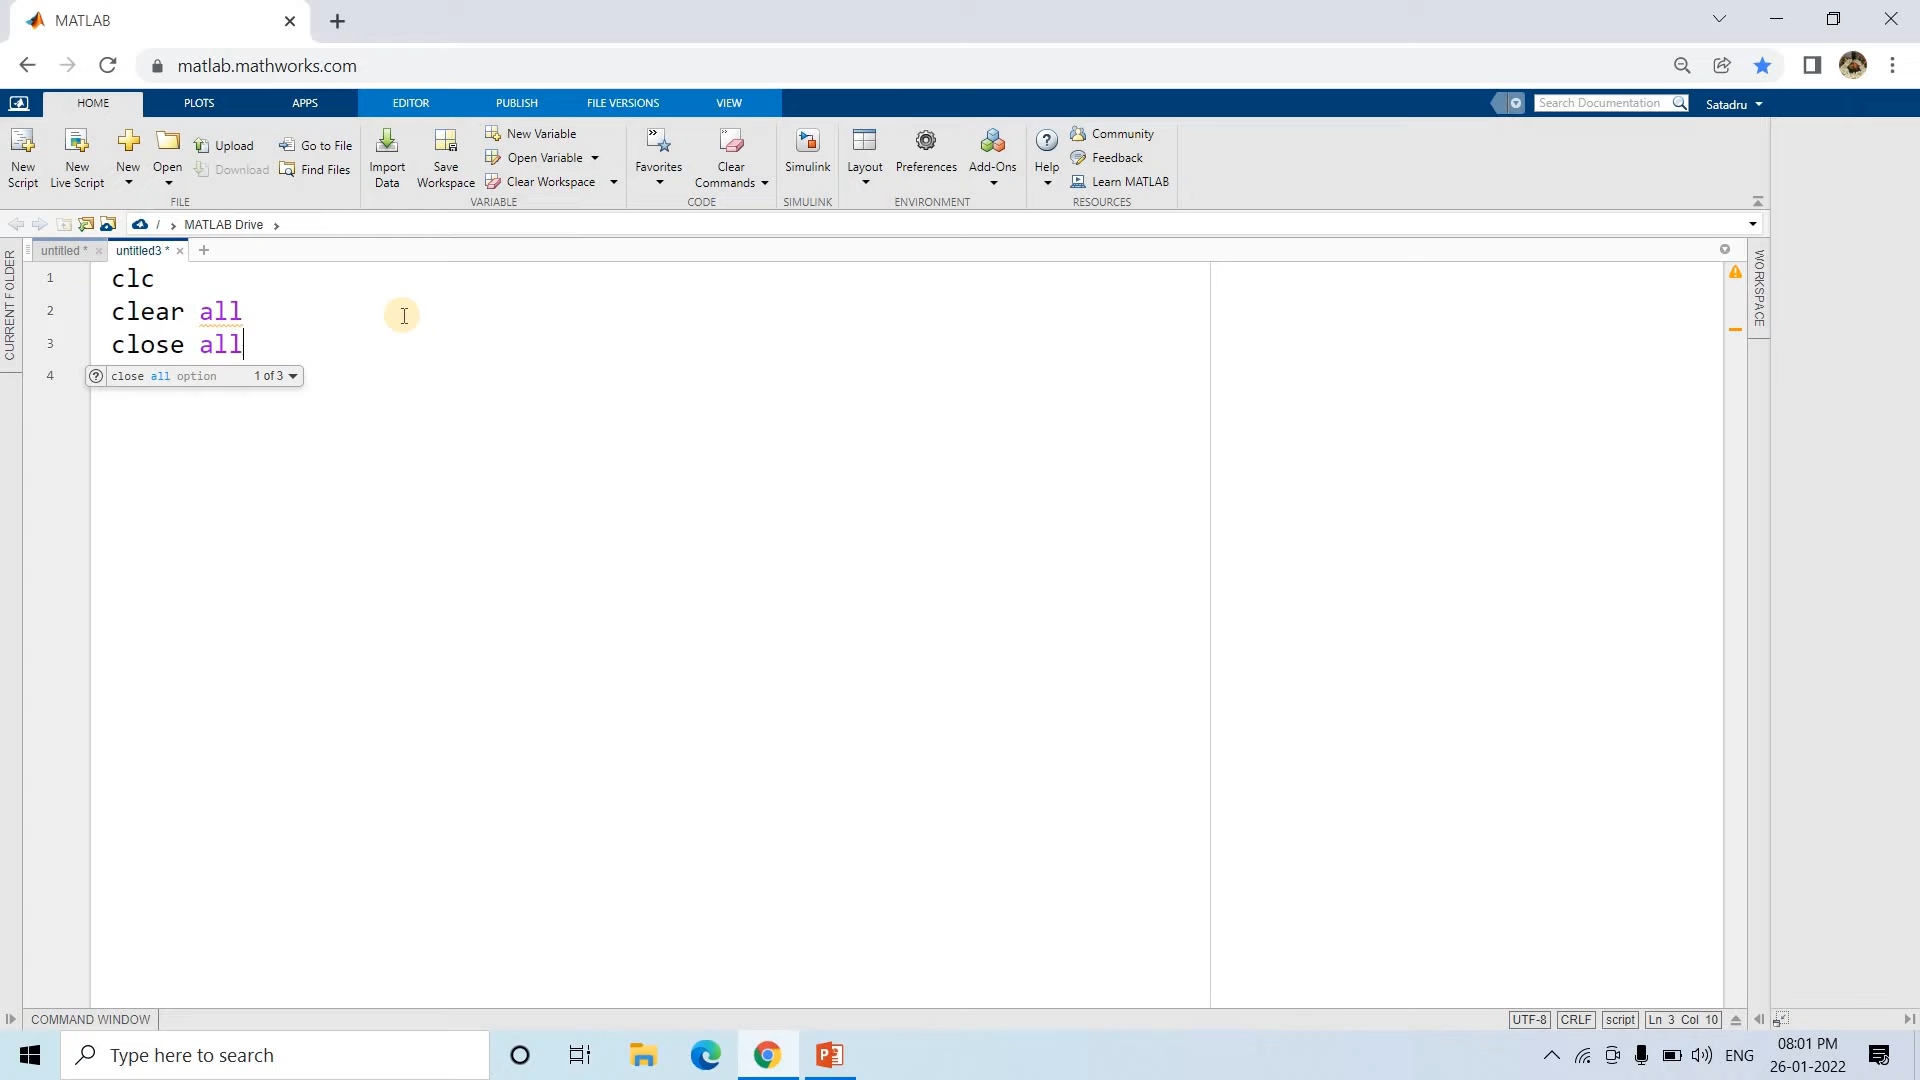 MATLAB
matlab.mathworks.com
HOME PLOTS APPS EDITOR PUBLISH FILE VERSIONS VIEW Search Documentation Satadru
New Script
New Live Script
New
Open
Upload
Download
Go to File
Find Files
FILE
Import Data
Save Workspace
New Variable
Open Variable
Clear Workspace
VARIABLE
Favorites
Clear Commands
CODE
Simulink
SIMULINK
Layout
Preferences
Add-Ons
ENVIRONMENT
Help
Community
Feedback
Learn MATLAB
RESOURCES
/ › MATLAB Drive ›
CURRENT FOLDER
untitled * untitled3 *
WORKSPACE
1 clc
2 clear all
3 close all
4
close all option 1 of 3
COMMAND WINDOW UTF-8 CRLF script Ln 3 Col 10
Type here to search
ENG
08:01 PM
26-01-2022